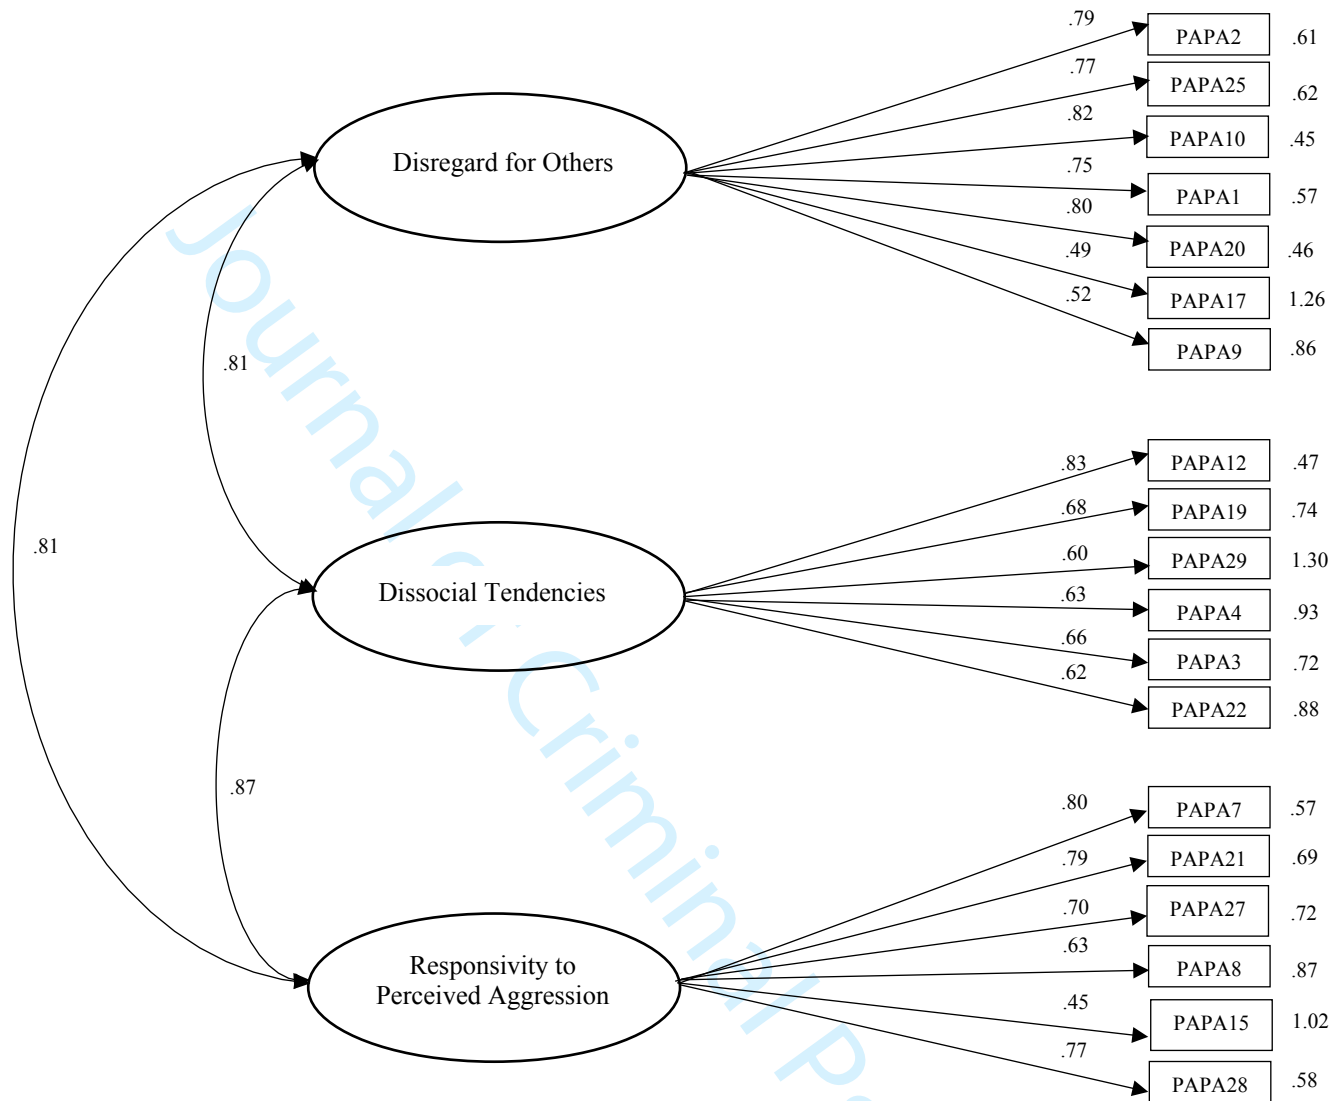 .79
PAPA2
.61
.77
PAPA25
.62
.82
PAPA10
.45
Disregard for Others
.75
PAPA1
.57
.80
PAPA20
.46
.49
PAPA17
1.26
.52
PAPA9
.86
.81
.83
PAPA12
.47
.68
PAPA19
.74
.81
.60
PAPA29
1.30
Dissocial Tendencies
.63
PAPA4
.93
.66
PAPA3
.72
.62
PAPA22
.88
.87
.80
PAPA7
.57
.79
PAPA21
.69
.70
PAPA27
.72
.63
Responsivity to
Perceived Aggression
PAPA8
.87
.45
PAPA15
1.02
.77
PAPA28
.58
Journal of Criminal P